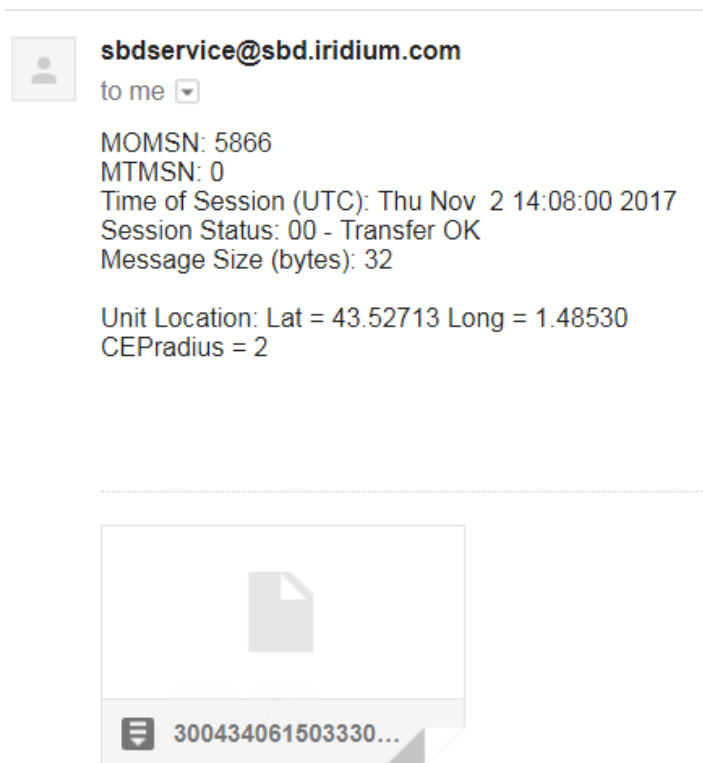 sbdservice@sbd.iridium.com
to me
MOMSN: 5866
MTMSN: 0
Time of Session (UTC): Thu Nov  2 14:08:00 2017
Session Status: 00 - Transfer OK
Message Size (bytes): 32
Unit Location: Lat = 43.52713 Long = 1.48530
CEPradius = 2
300434061503330...